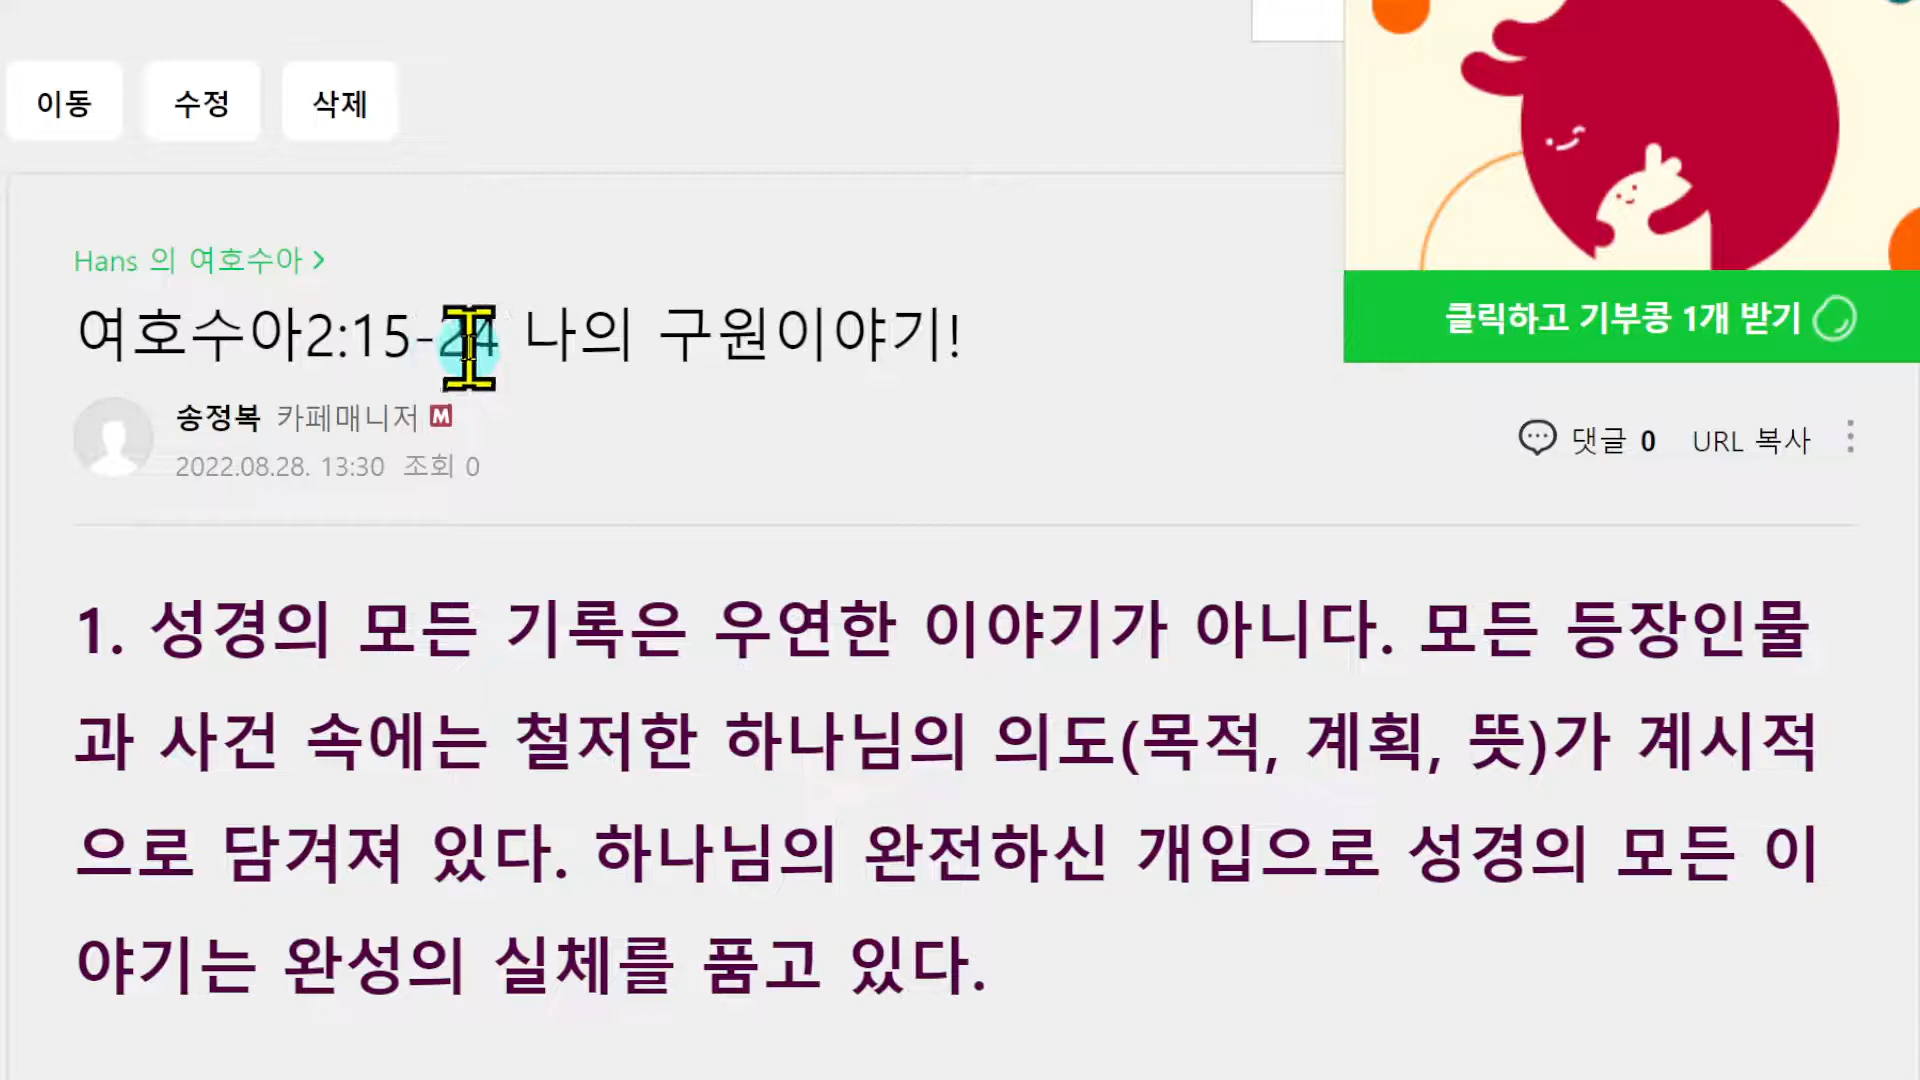 이동 수정 삭제
클릭하고 기부콩 1개 받기
Hans 의 여호수아
여호수아2:15-24 나의 구원이야기!
송정복 카페매니저 M
2022.08.28. 13:30 조회 0
댓글 0 URL 복사
1. 성경의 모든 기록은 우연한 이야기가 아니다. 모든 등장인물
과 사건 속에는 철저한 하나님의 의도(목적, 계획, 뜻)가 계시적
으로 담겨져 있다. 하나님의 완전하신 개입으로 성경의 모든 이
야기는 완성의 실체를 품고 있다.